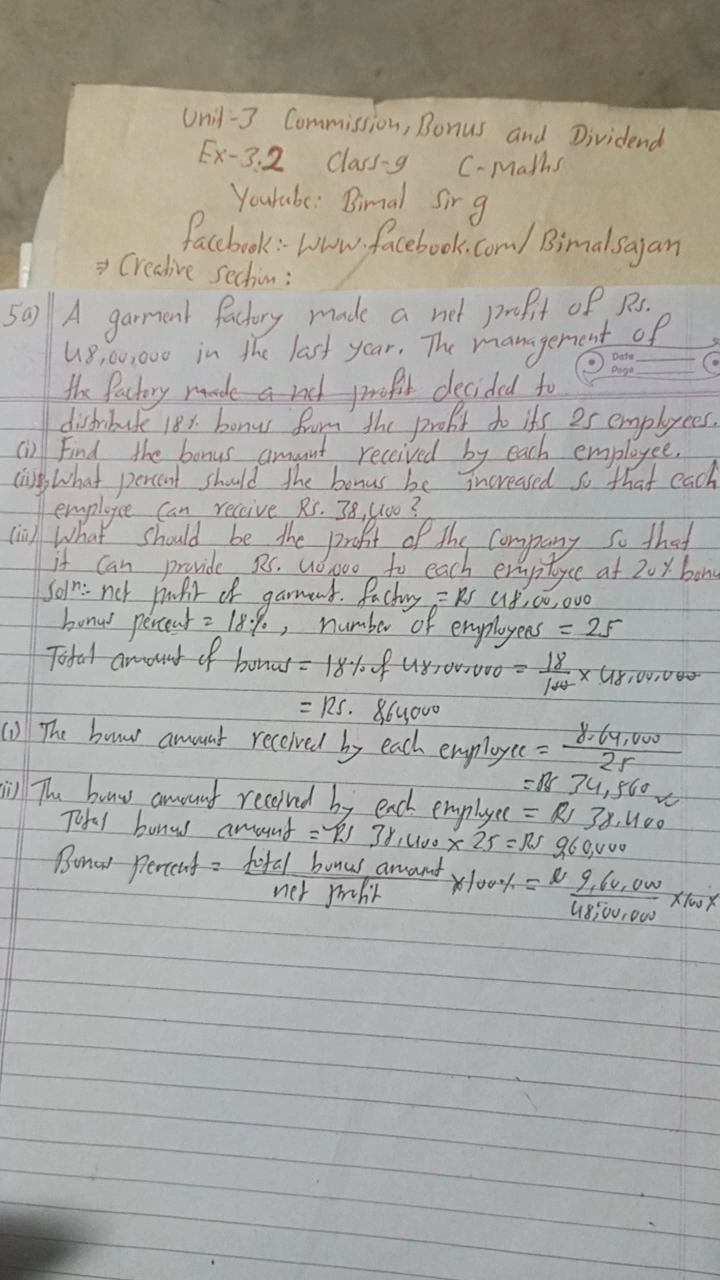 Unit-3 Commission, Bonus and Dividend
Ex-3.2 Class-9 C-Maths
Youtube: Bimal Sir g
facebook:- www.facebook.com/Bimalsajan
⇒ Creative section:
5a) A garment factory made a net profit of Rs.
48,00,000 in the last year. The management of
Date
Page
the factory made a net profit decided to
distribute 18% bonus from the profit to its 25 employees.
(i) Find the bonus amount received by each employee.
(ii) What percent should the bonus be increased so that each
employee can receive Rs. 38,400?
(iii) What should be the profit of the company so that
it can provide Rs. 40,000 to each employee at 20% bonu
Solⁿ:- net profit of garment. factory = Rs 48,00,000
bonus percent = 18%, number of employees = 25
Total amount of bonus = 18% of 48,00,000 = 18/100 × 48,00,000
= Rs. 864000
(i) The bonus amount received by each employee = 8,64,000/25
= Rs 34,560
ii) The bonus amount received by each employee = Rs 38,400
Total bonus amount = Rs 38,400 × 25 = Rs 960,000
Bonus percent = total bonus amount/net profit ×100% = Rs 9,60,000/48,00,000 ×100%